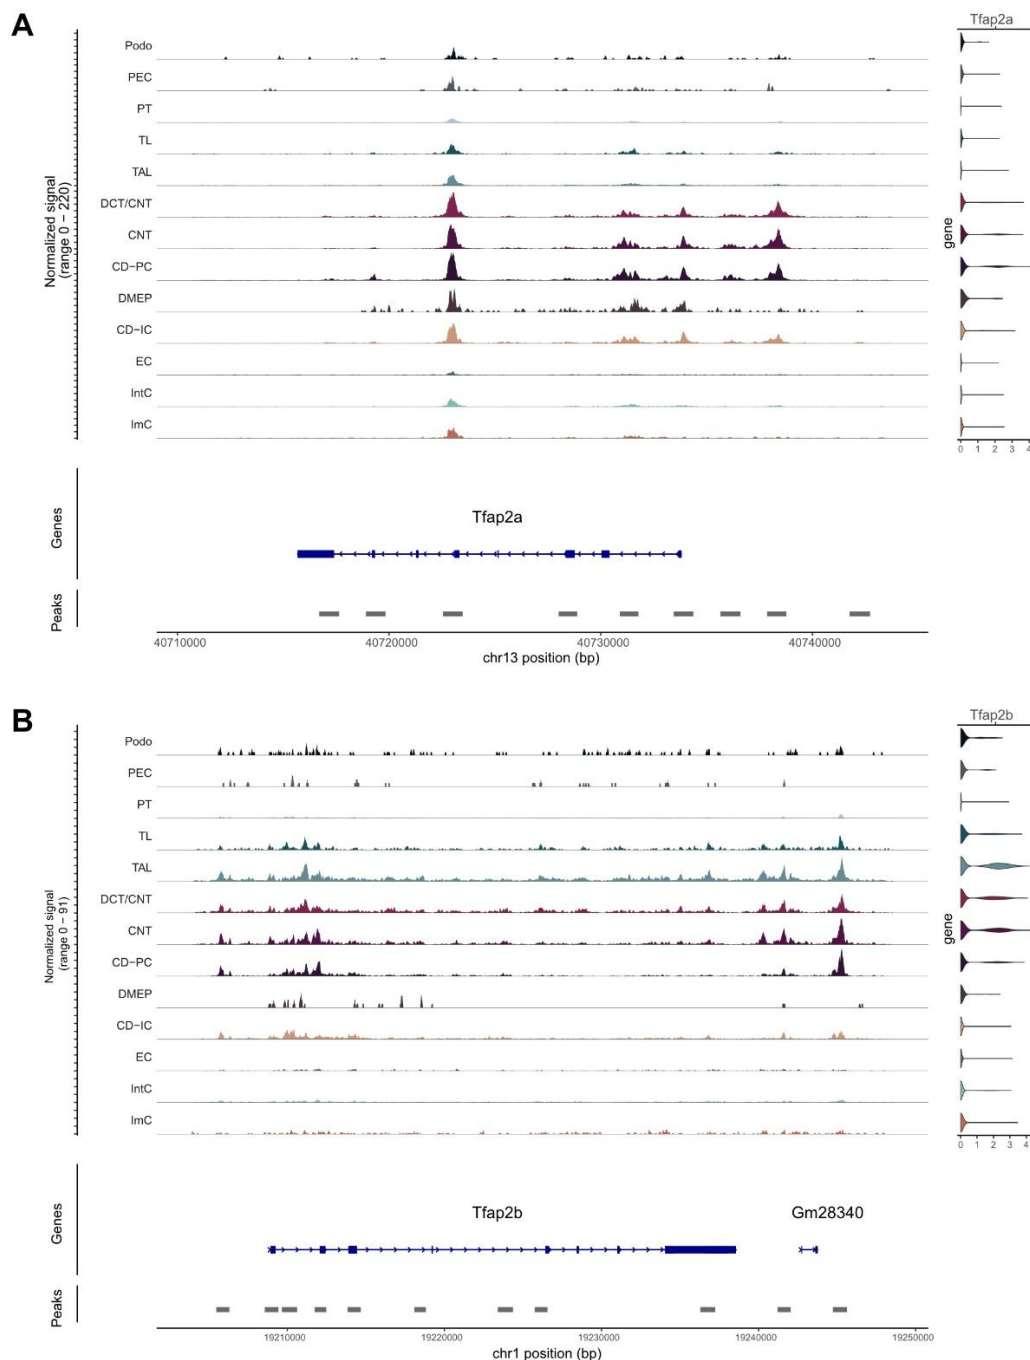 A
Tfap2a
Normalized signal
(range 0 – 220)
Podo
PEC
PT
TL
TAL
DCT/CNT
CNT
CD−PC
DMEP
CD−IC
EC
IntC
ImC
gene
0 1 2 3 4
Genes
Tfap2a
Peaks
40710000 40720000 40730000 40740000
chr13 position (bp)
B
Tfap2b
Normalized signal
(range 0 – 91)
Podo
PEC
PT
TL
TAL
DCT/CNT
CNT
CD−PC
DMEP
CD−IC
EC
IntC
ImC
gene
0 1 2 3 4
Genes
Tfap2b Gm28340
Peaks
19210000 19220000 19230000 19240000 19250000
chr1 position (bp)